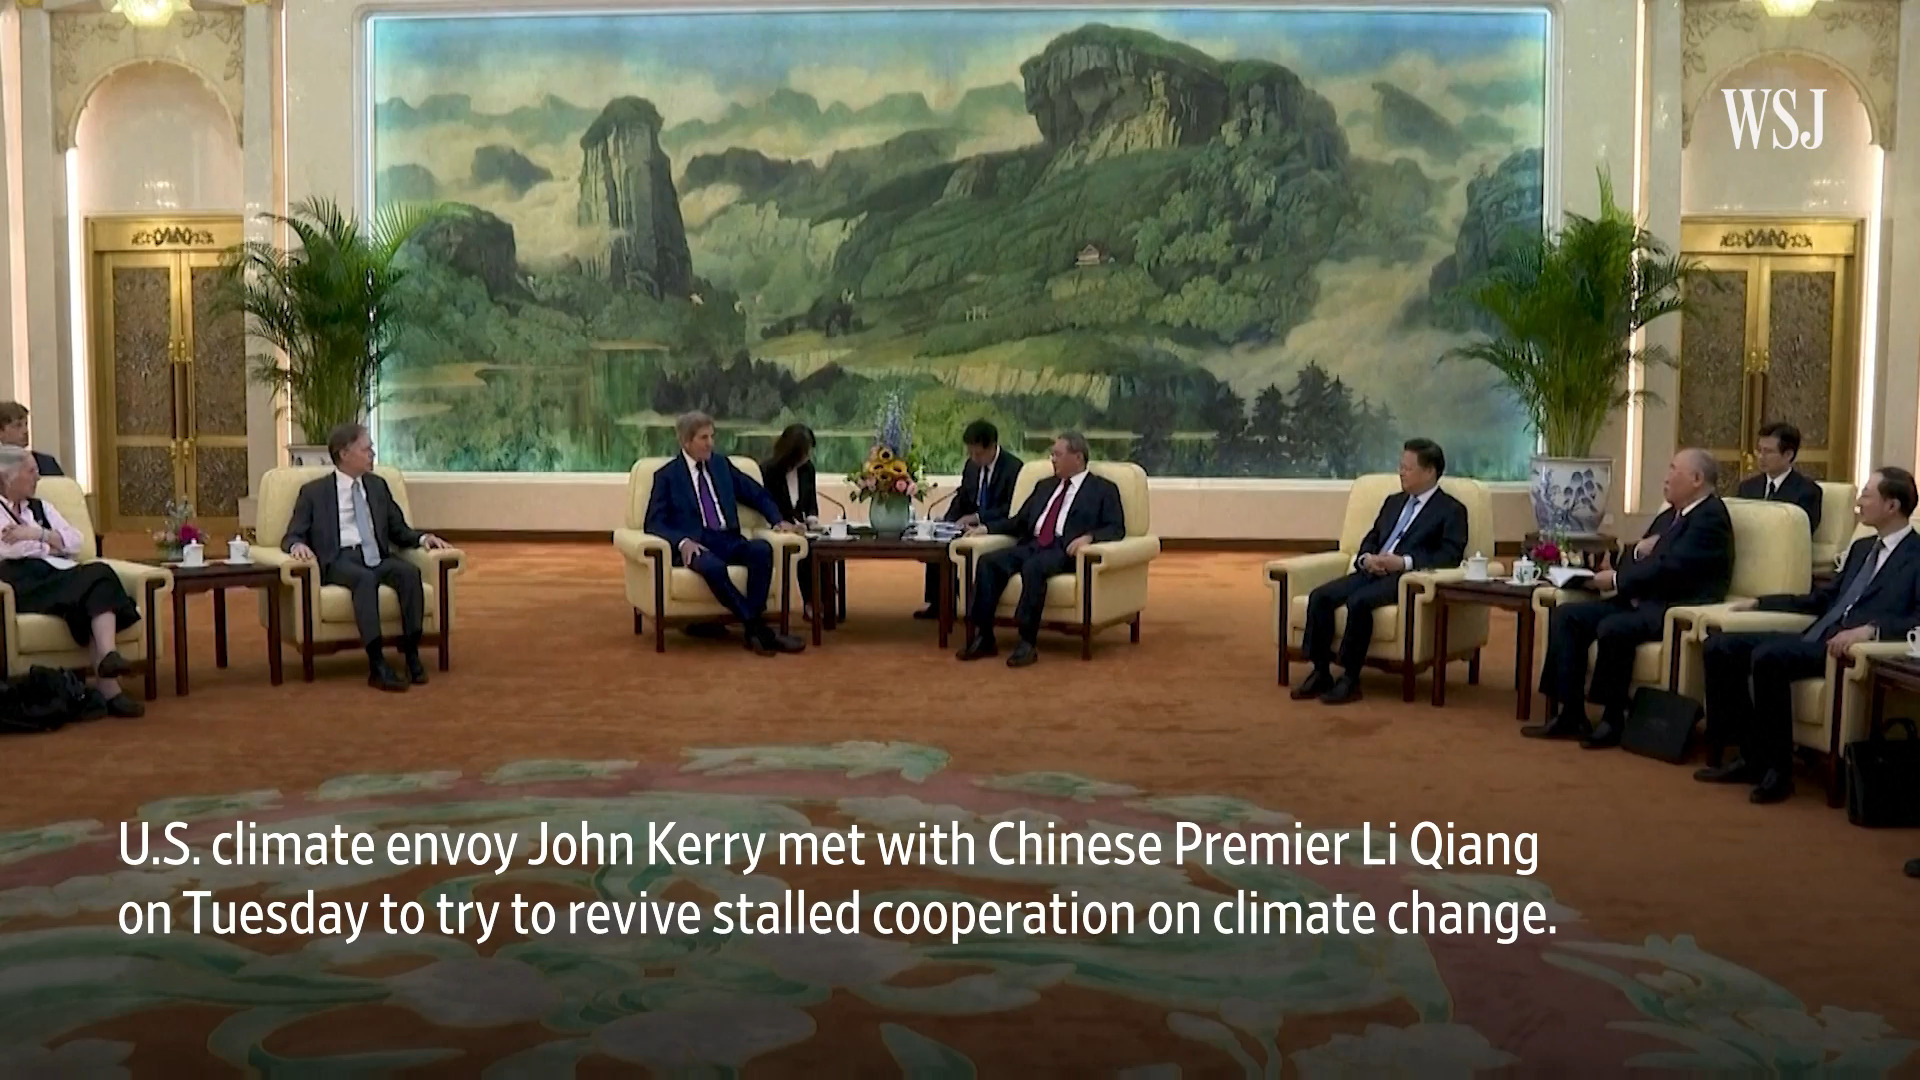 WSJ
U.S. climate envoy John Kerry met with Chinese Premier Li Qiang
on Tuesday to try to revive stalled cooperation on climate change.